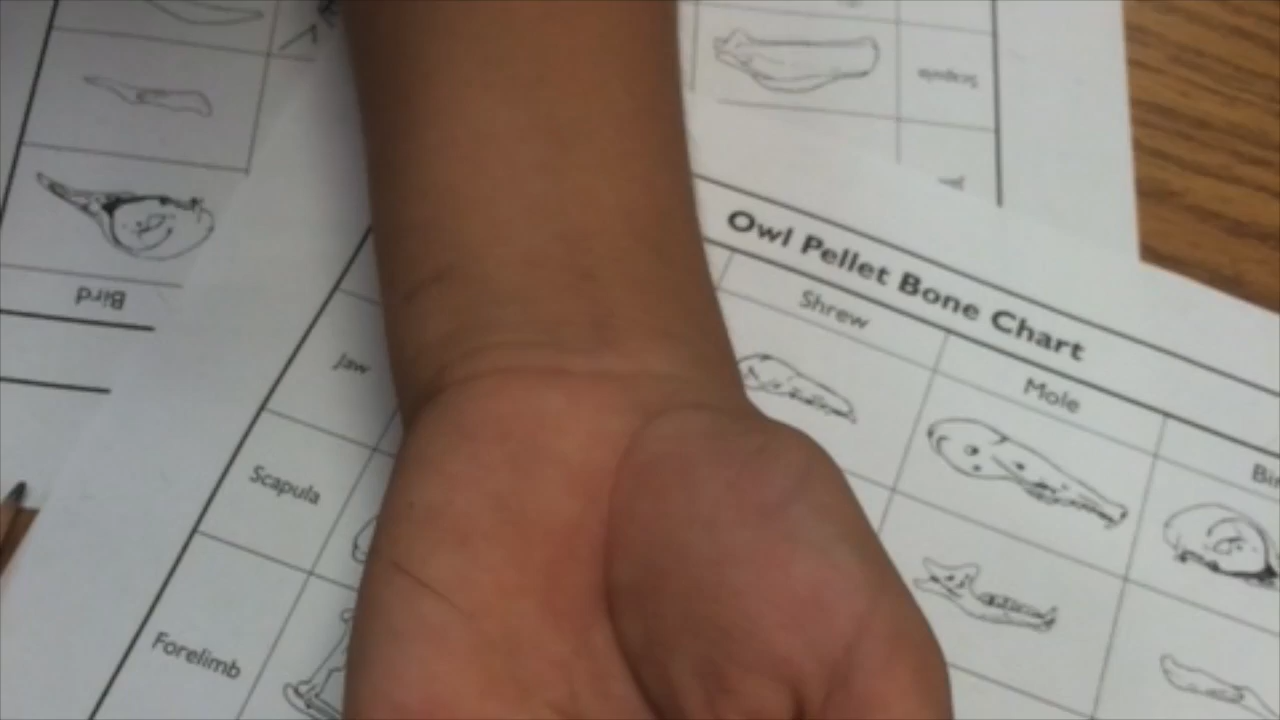 Owl Pellet Bone Chart
Shrew
Mole
Jaw
Scapula
Forelimb
Bird
Scapula